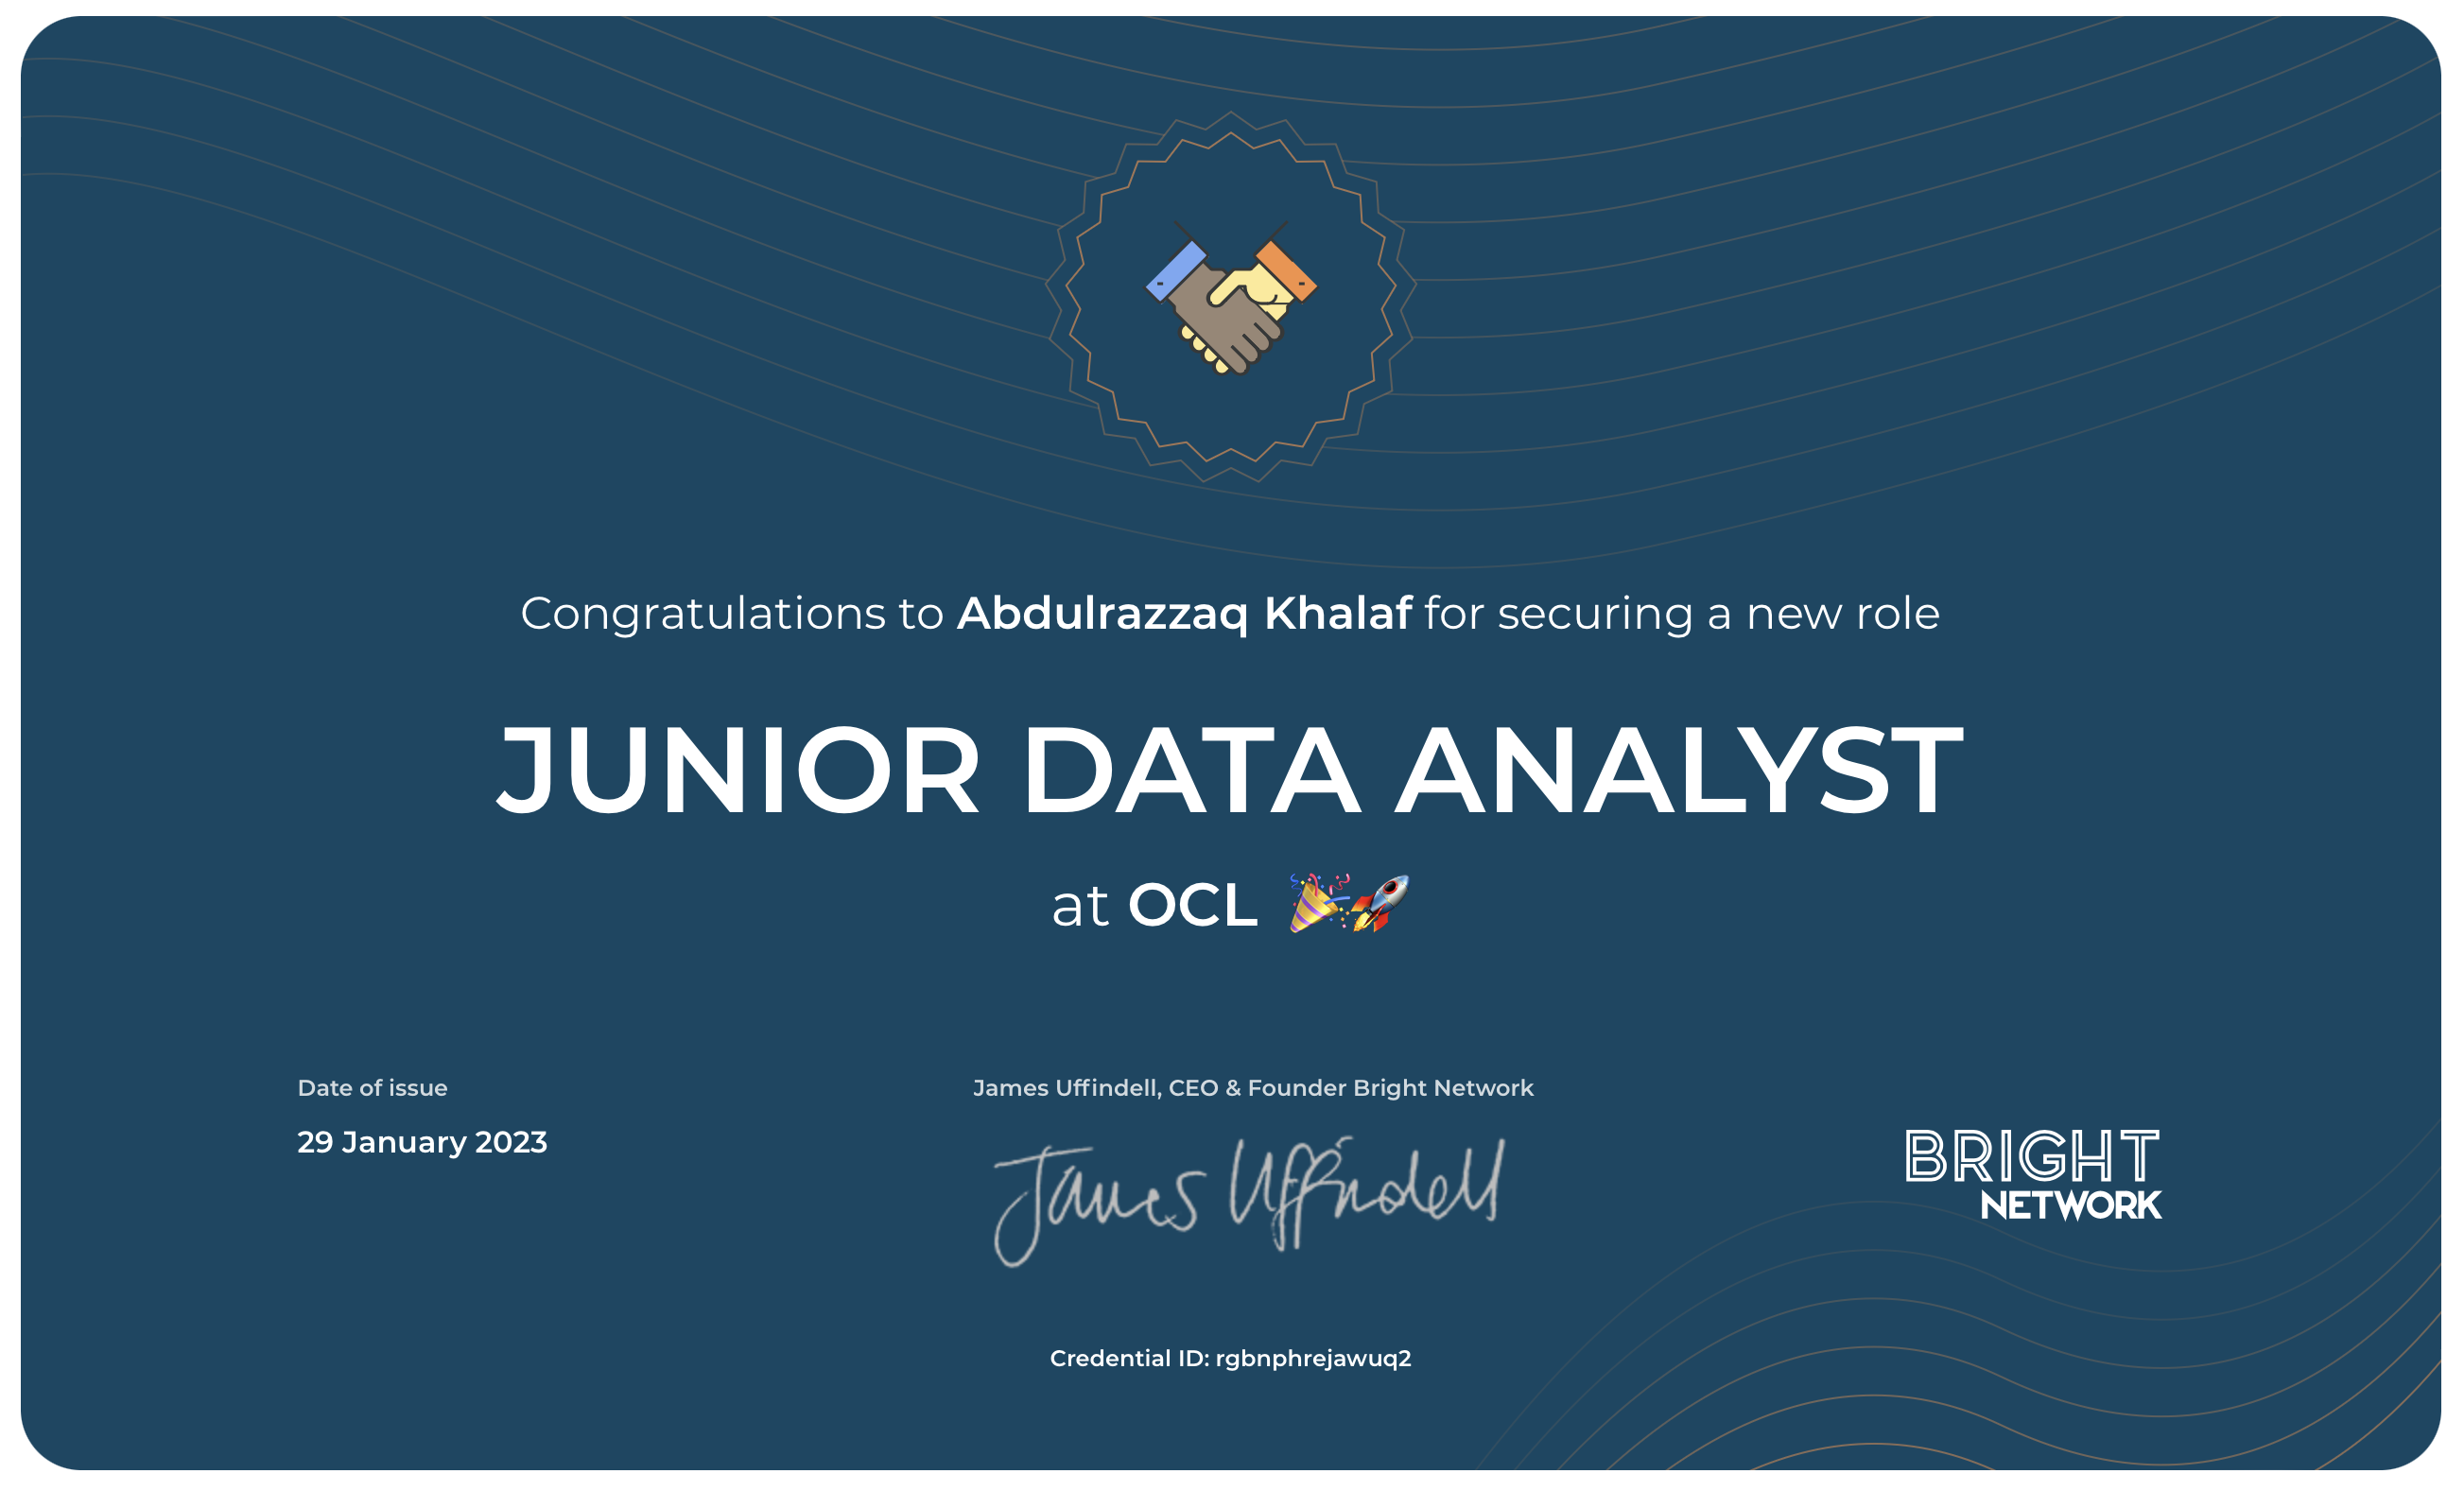 Congratulations to Abdulrazzaq Khalaf for securing a new role
JUNIOR DATA ANALYST
at OCL 🎉🚀
Date of issue
29 January 2023
James Uffindell, CEO & Founder Bright Network
James Uffindell
BRIGHT
NETWORK
Credential ID: rgbnphrejawuq2